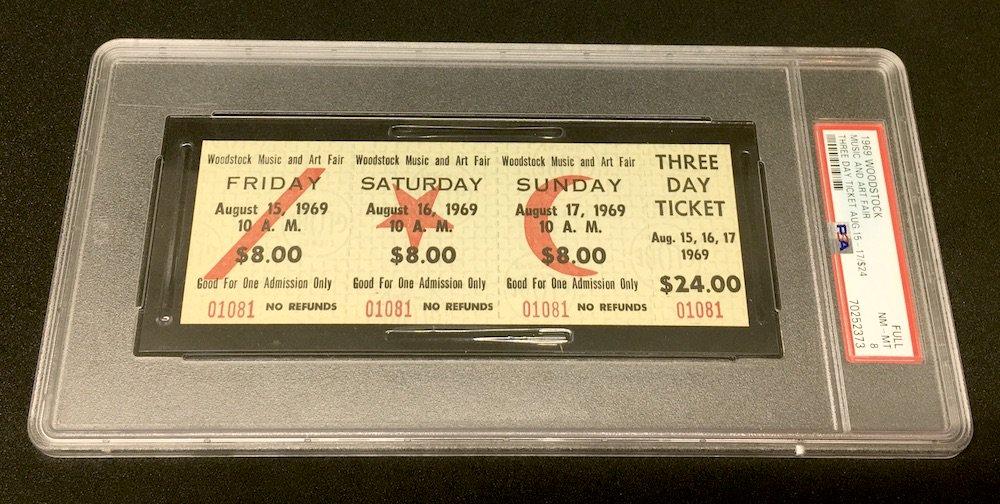 Woodstock Music and Art Fair
FRIDAY
August 15, 1969
10 A. M.
$8.00
Good For One Admission Only
01081 NO REFUNDS
Woodstock Music and Art Fair
SATURDAY
August 16, 1969
10 A. M.
$8.00
Good For One Admission Only
01081 NO REFUNDS
Woodstock Music and Art Fair
SUNDAY
August 17, 1969
10 A. M.
$8.00
Good For One Admission Only
01081 NO REFUNDS
THREE
DAY
TICKET
Aug. 15, 16, 17
1969
$24.00
01081
1969 WOODSTOCK
MUSIC AND ART FAIR
THREE DAY TICKET AUG.15-17/$24
FULL
NM-MT 8
PSA
70252373